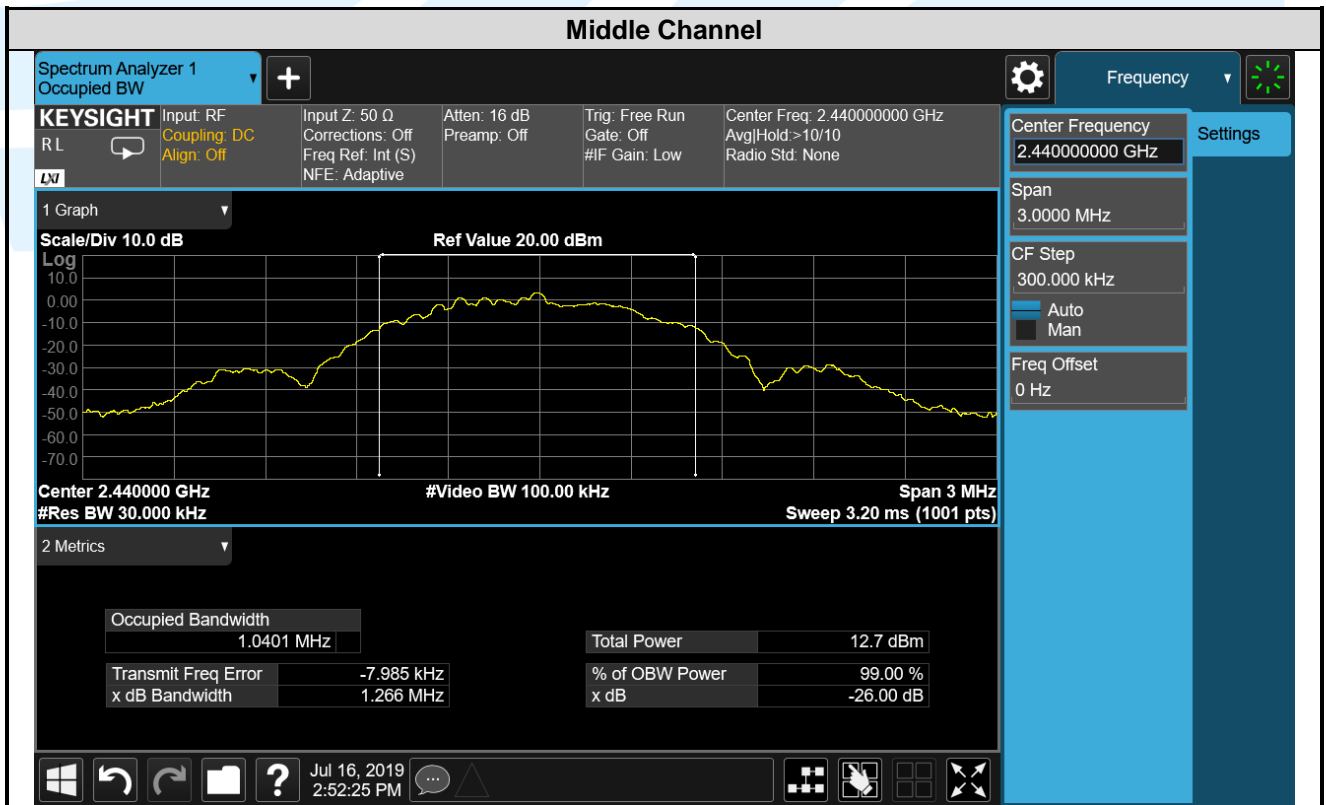 Middle Channel
Spectrum Analyzer 1
Occupied BW
+
Frequency
KEYSIGHT
R L
LXI
Input: RF
Coupling: DC
Align: Off
Input Z: 50 Ω
Corrections: Off
Freq Ref: Int (S)
NFE: Adaptive
Atten: 16 dB
Preamp: Off
Trig: Free Run
Gate: Off
#IF Gain: Low
Center Freq: 2.440000000 GHz
Avg|Hold:>10/10
Radio Std: None
Center Frequency
2.440000000 GHz
Settings
Span
3.0000 MHz
CF Step
300.000 kHz
Auto
Man
Freq Offset
0 Hz
1 Graph
Scale/Div 10.0 dB
Ref Value 20.00 dBm
Log
10.0
0.00
-10.0
-20.0
-30.0
-40.0
-50.0
-60.0
-70.0
Center 2.440000 GHz
#Video BW 100.00 kHz
Span 3 MHz
#Res BW 30.000 kHz
Sweep 3.20 ms (1001 pts)
2 Metrics
Occupied Bandwidth
1.0401 MHz
Total Power 12.7 dBm
Transmit Freq Error -7.985 kHz
% of OBW Power 99.00 %
x dB Bandwidth 1.266 MHz
x dB -26.00 dB
?
Jul 16, 2019
2:52:25 PM